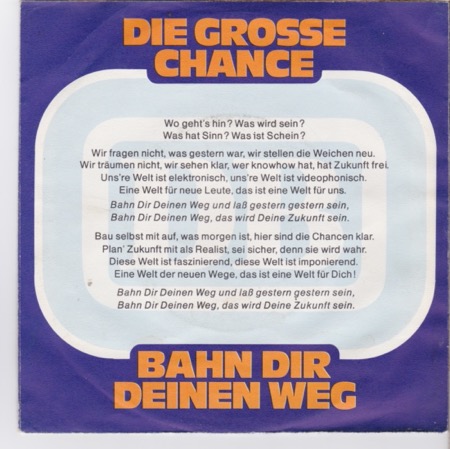 DIE GROSSE
CHANCE
Wo geht's hin? Was wird sein?
Was hat Sinn? Was ist Schein?
Wir fragen nicht, was gestern war, wir stellen die Weichen neu.
Wir träumen nicht, wir sehen klar, wer knowhow hat, hat Zukunft frei.
Uns're Welt ist elektronisch, uns're Welt ist videophonisch.
Eine Welt für neue Leute, das ist eine Welt für uns.
Bahn Dir Deinen Weg und laß gestern gestern sein,
Bahn Dir Deinen Weg, das wird Deine Zukunft sein.
Bau selbst mit auf, was morgen ist, hier sind die Chancen klar.
Plan' Zukunft mit als Realist, sei sicher, denn sie wird wahr.
Diese Welt ist faszinierend, diese Welt ist imponierend.
Eine Welt der neuen Wege, das ist eine Welt für Dich!
Bahn Dir Deinen Weg und laß gestern gestern sein,
Bahn Dir Deinen Weg, das wird Deine Zukunft sein.
BAHN DIR
DEINEN WEG